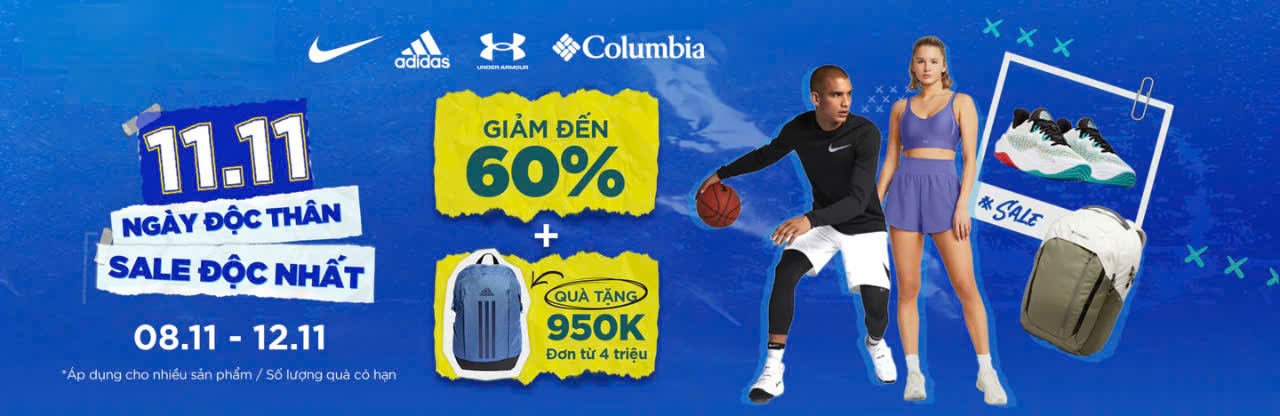 adidas
UNDER ARMOUR
Columbia
11.11
NGÀY ĐỘC THÂN
SALE ĐỘC NHẤT
08.11 - 12.11
*Áp dụng cho nhiều sản phẩm / Số lượng quà có hạn
GIẢM ĐẾN
60%
+
adidas
QUÀ TẶNG
950K
Đơn từ 4 triệu
# SALE